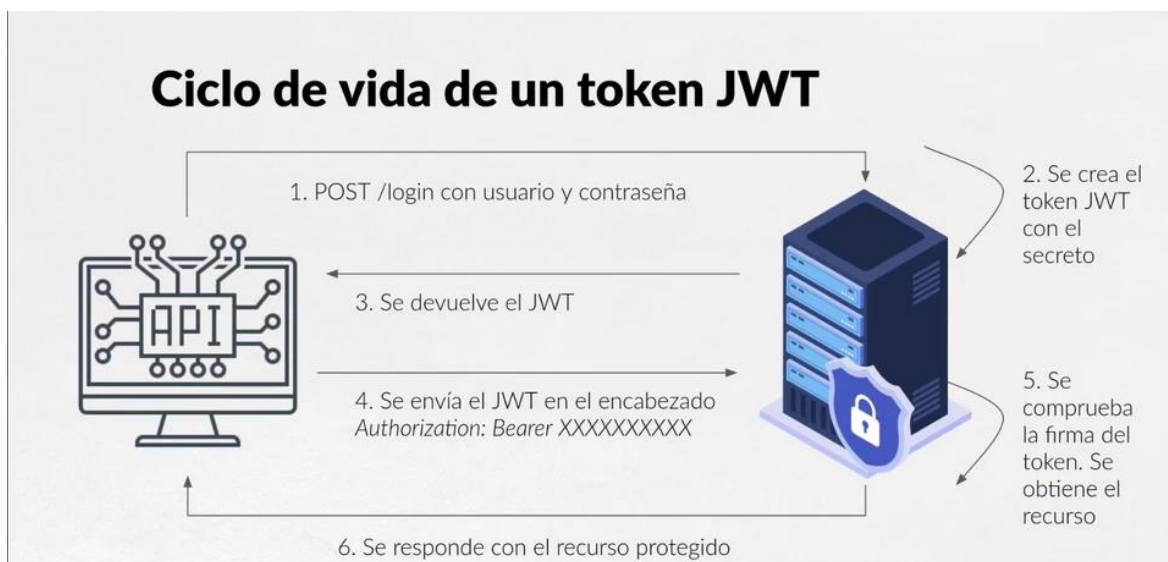 Ciclo de vida de un token JWT
1. POST /login con usuario y contraseña
2. Se crea el
token JWT
con el
secreto
API
3. Se devuelve el JWT
4. Se envía el JWT en el encabezado
Authorization: Bearer XXXXXXXXXX
5. Se
comprueba
la firma del
token. Se
obtiene el
recurso
6. Se responde con el recurso protegido